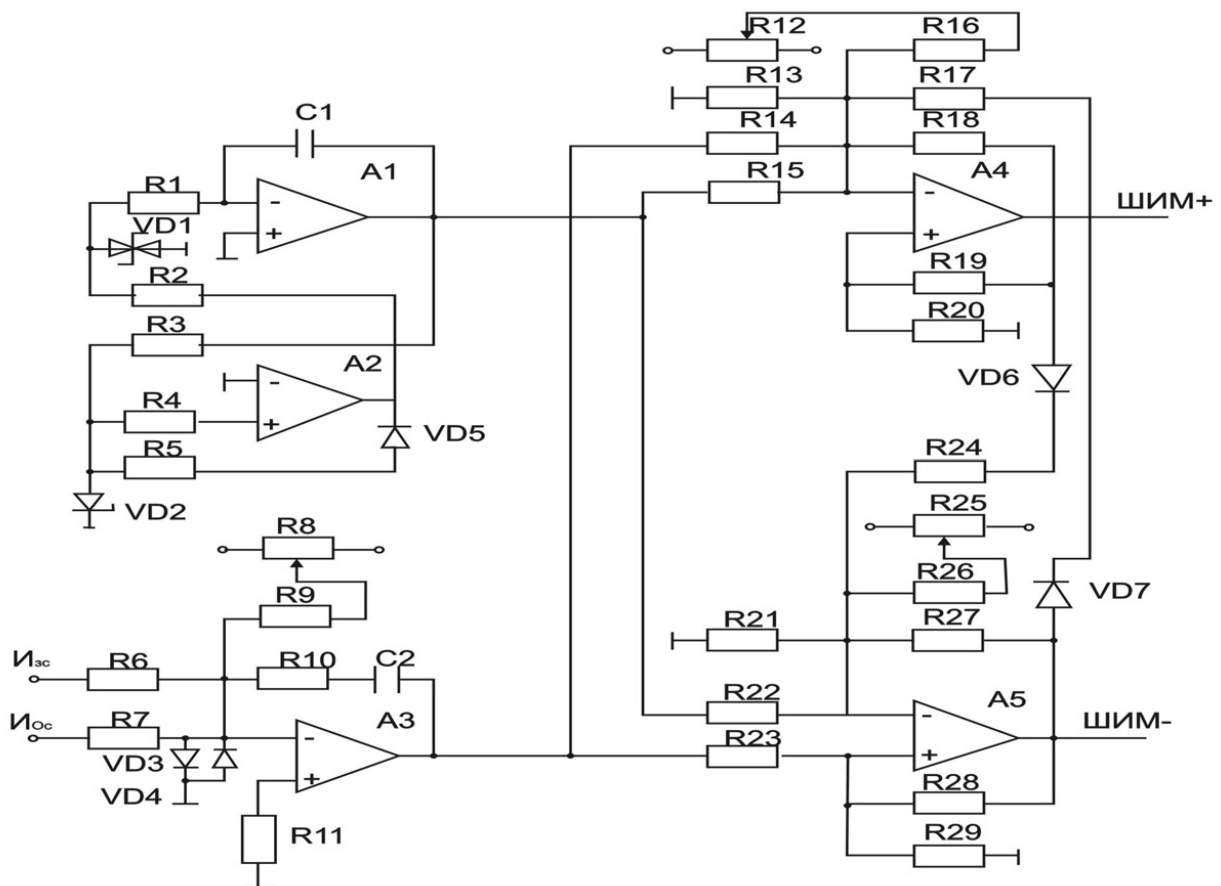 R12
R16
R13
R17
C1
R14
R18
A1
R15
A4
R1
ШИМ+
VD1
-
+
-
+
R2
R19
R3
R20
A2
VD6
-
R4
+
VD5
R5
R24
VD2
R25
R8
R26
VD7
R9
R21
R27
Изс
R6
R10
C2
R22
A5
ШИМ-
ИОс
R7
A3
R23
-
-
+
VD3
+
R28
VD4
R11
R29